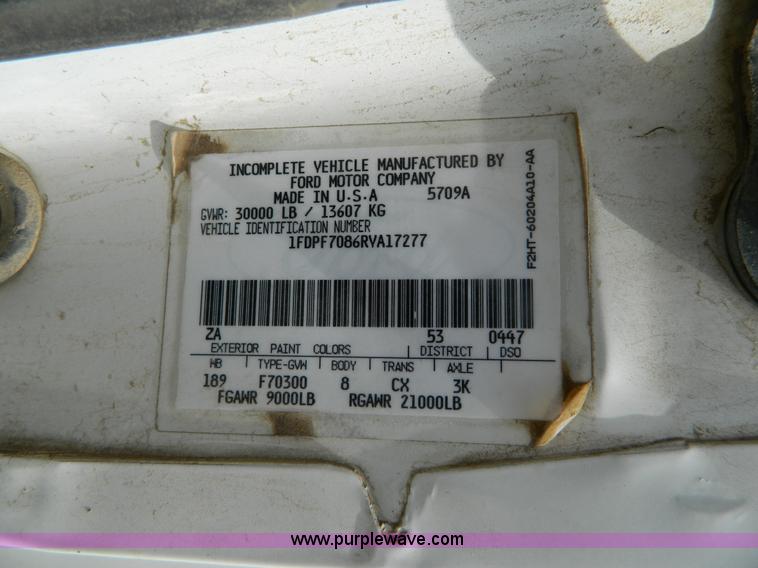 INCOMPLETE VEHICLE MANUFACTURED BY
FORD MOTOR COMPANY
MADE IN U.S.A 5709A
GVWR: 30000 LB / 13607 KG
VEHICLE IDENTIFICATION NUMBER
1FDPF7086RVA17277
F2HT-60204A10-AA
ZA 53 0447
EXTERIOR PAINT COLORS DISTRICT DSO
WB TYPE-GVW BODY TRANS AXLE
189 F70300 8 CX 3K
FGAWR 9000LB RGAWR 21000LB
www.purplewave.com